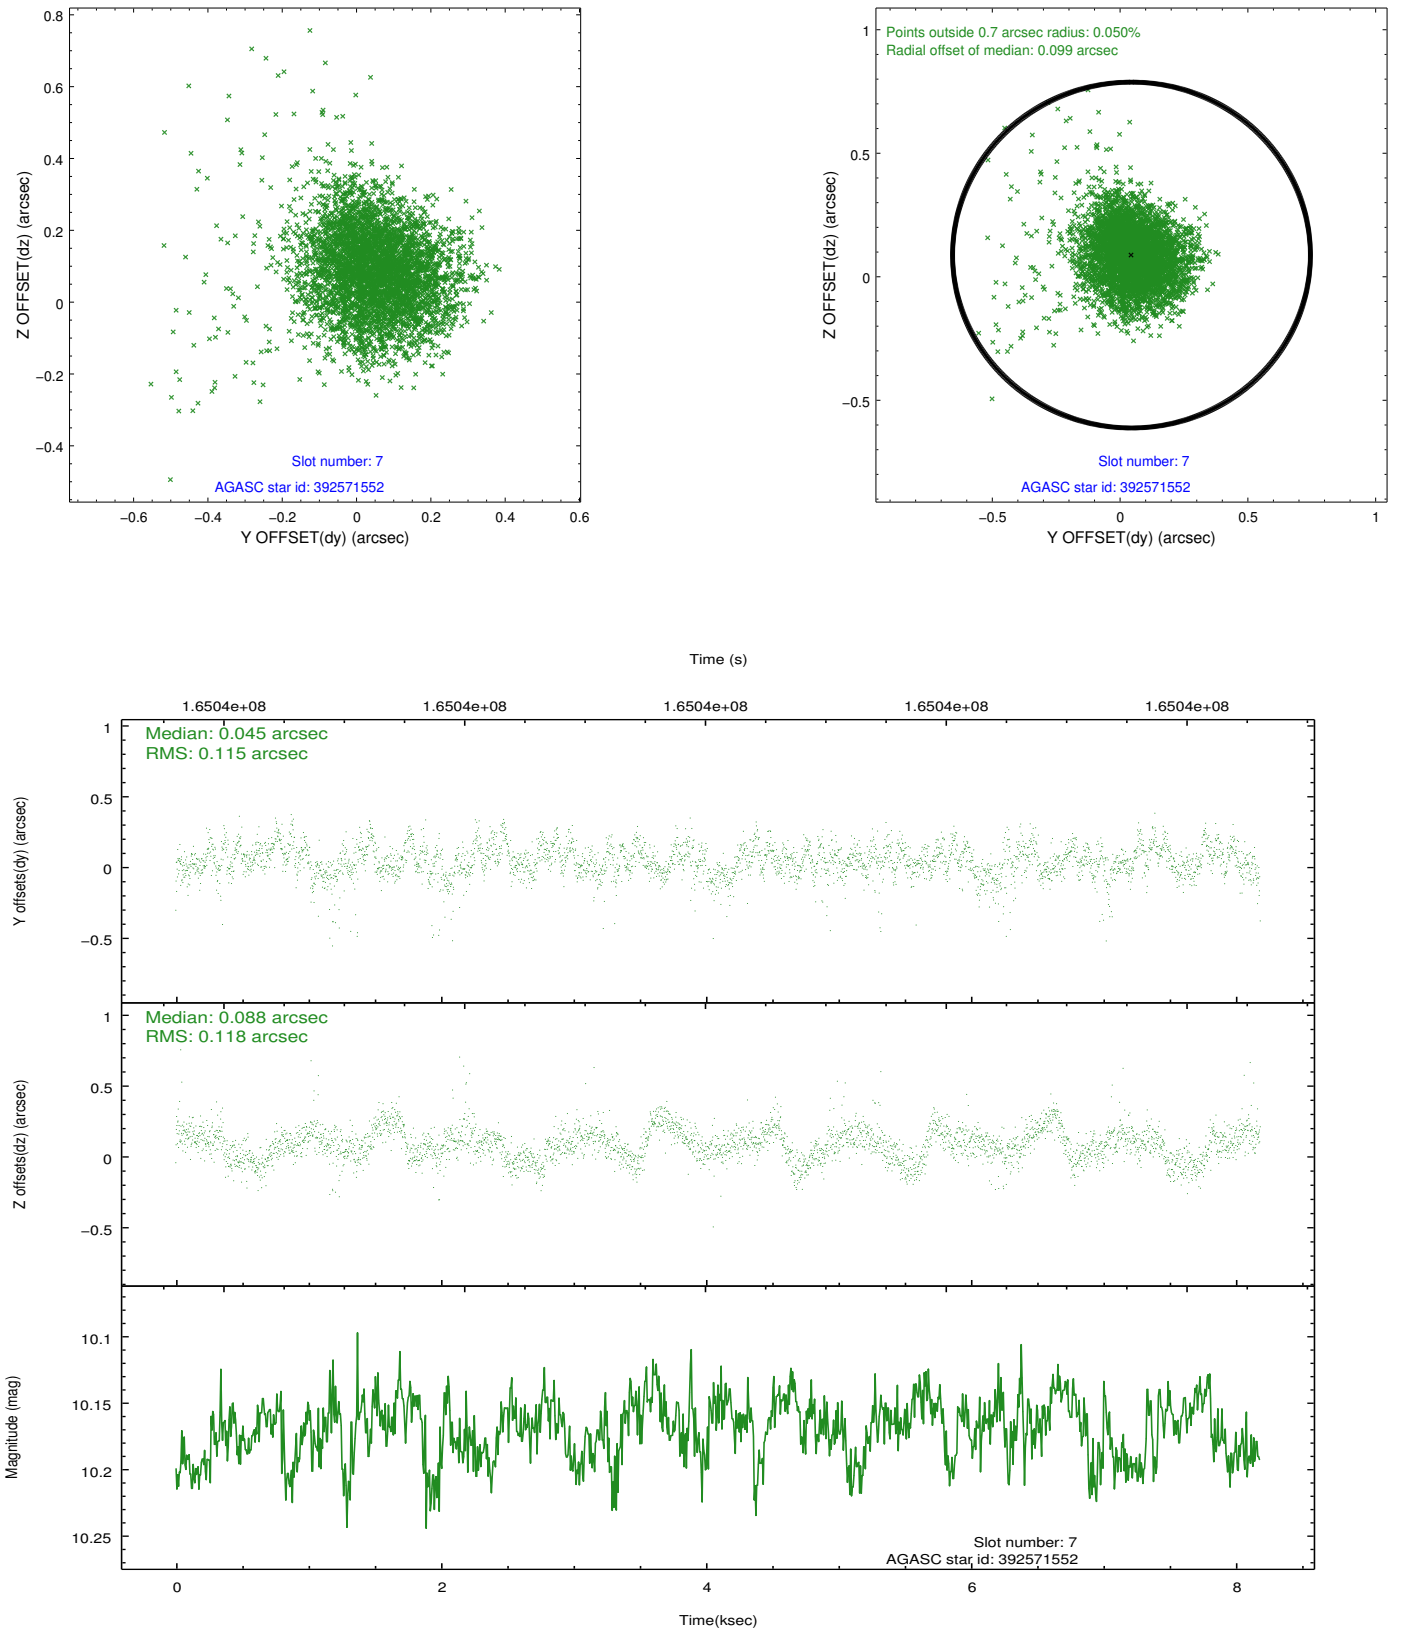 0.8
0.6
0.4
0.2
0
−0.2
−0.4
−0.6
−0.4
−0.2
0
0.2
0.4
0.6
Z OFFSET(dz) (arcsec)
Y OFFSET(dy) (arcsec)
Slot number: 7
AGASC star id: 392571552
Points outside 0.7 arcsec radius: 0.050%
Radial offset of median: 0.099 arcsec
1
0.5
0
−0.5
−0.5
0
0.5
1
Z OFFSET(dz) (arcsec)
Y OFFSET(dy) (arcsec)
Slot number: 7
AGASC star id: 392571552
Time (s)
1.6504e+08
1.6504e+08
1.6504e+08
1.6504e+08
1.6504e+08
Median: 0.045 arcsec
RMS: 0.115 arcsec
1
0.5
0
−0.5
Y offsets(dy) (arcsec)
Median: 0.088 arcsec
RMS: 0.118 arcsec
1
0.5
0
−0.5
Z offsets(dz) (arcsec)
10.1
10.15
10.2
10.25
Magnitude (mag)
Slot number: 7
AGASC star id: 392571552
0
2
4
6
8
Time(ksec)